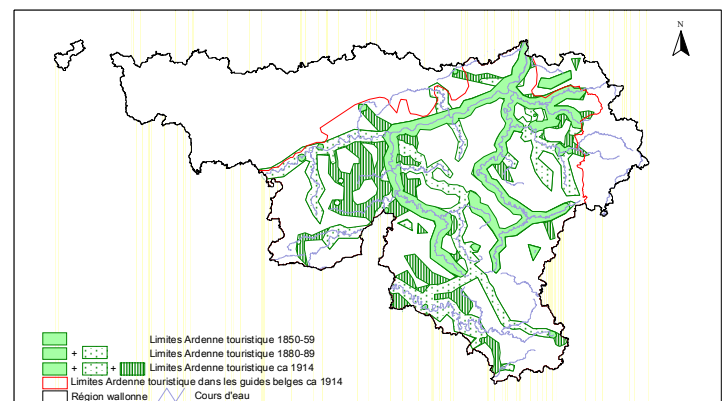 N
Limites Ardenne touristique 1850-59
+ Limites Ardenne touristique 1880-89
+ + Limites Ardenne touristique ca 1914
Limites Ardenne touristique dans les guides belges ca 1914
Région wallonne Cours d'eau